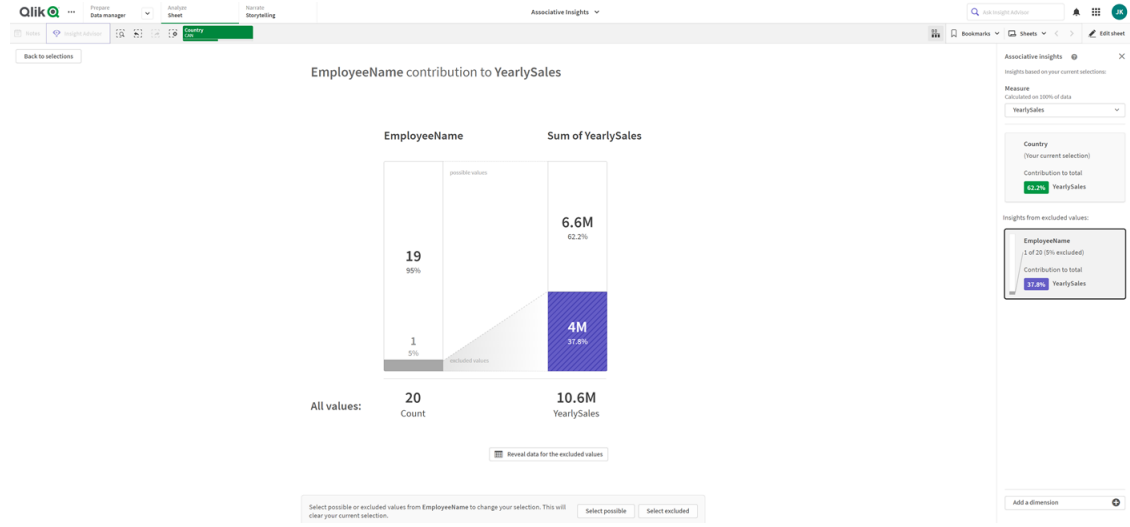 Qlik
Prepare
Data manager
Analyze
Sheet
Narrate
Storytelling
Associative Insights
Ask Insight Advisor
JK
Notes
Insight Advisor
Country
CAN
Bookmarks
Sheets
Edit sheet
Back to selections
EmployeeName contribution to YearlySales
EmployeeName
Sum of YearlySales
possible values
6.6M
62.2%
19
95%
4M
37.8%
1
5%
excluded values
All values:
20
Count
10.6M
YearlySales
Reveal data for the excluded values
Select possible or excluded values from EmployeeName to change your selection. This will
clear your current selection.
Select possible
Select excluded
Associative insights
Insights based on your current selections:
Measure
Calculated on 100% of data
YearlySales
Country
(Your current selection)
Contribution to total
62.2% YearlySales
Insights from excluded values:
EmployeeName
1 of 20 (5% excluded)
Contribution to total
37.8% YearlySales
Add a dimension